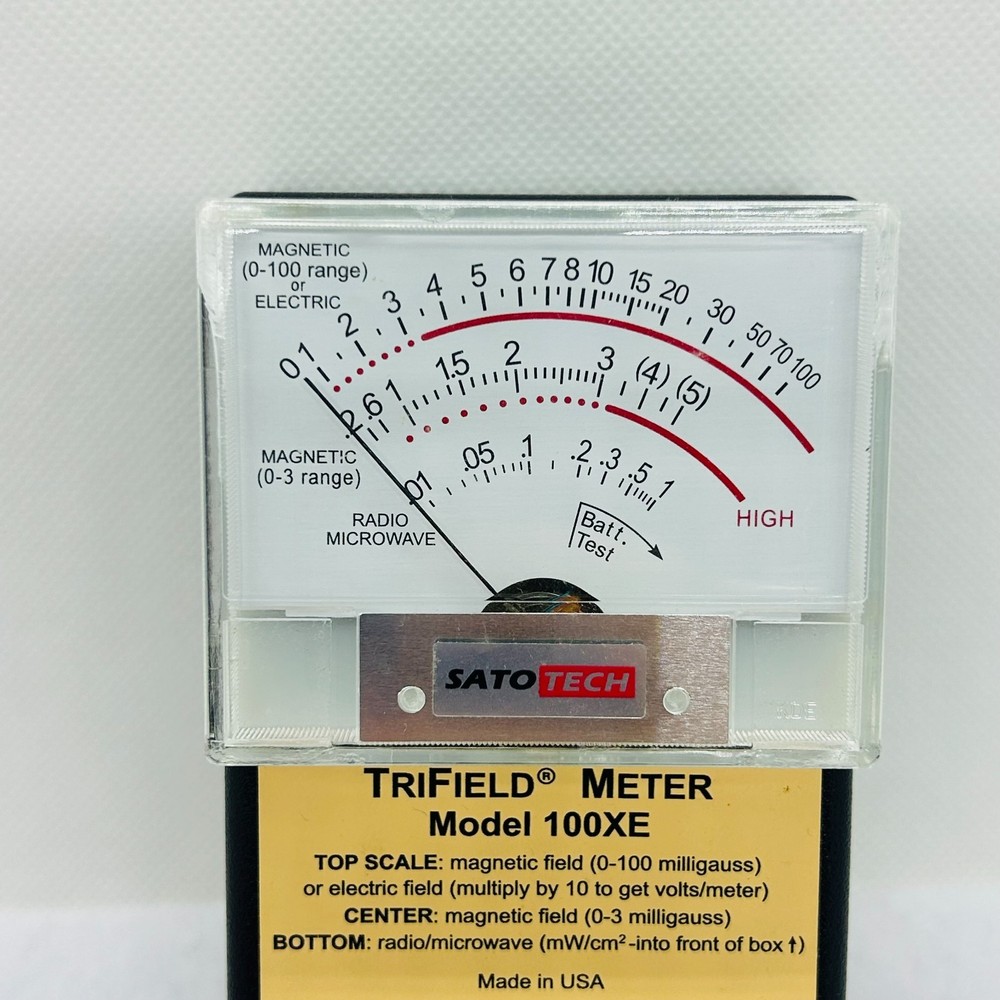 MAGNETIC
(0-100 range)
or
ELECTRIC
0 1 2 3 4 5 6 7 8 10 15 20 30 50 70 100
.2 .6 1 1.5 2 3 (4) (5)
MAGNETIC
(0-3 range)
.01 .05 .1 .2 .3 .5 1
RADIO
MICROWAVE
Batt.
Test
HIGH
SATOTECH
TRIFIELD® METER
Model 100XE
TOP SCALE: magnetic field (0-100 milligauss)
or electric field (multiply by 10 to get volts/meter)
CENTER: magnetic field (0-3 milligauss)
BOTTOM: radio/microwave (mW/cm²-into front of box ↑)
Made in USA